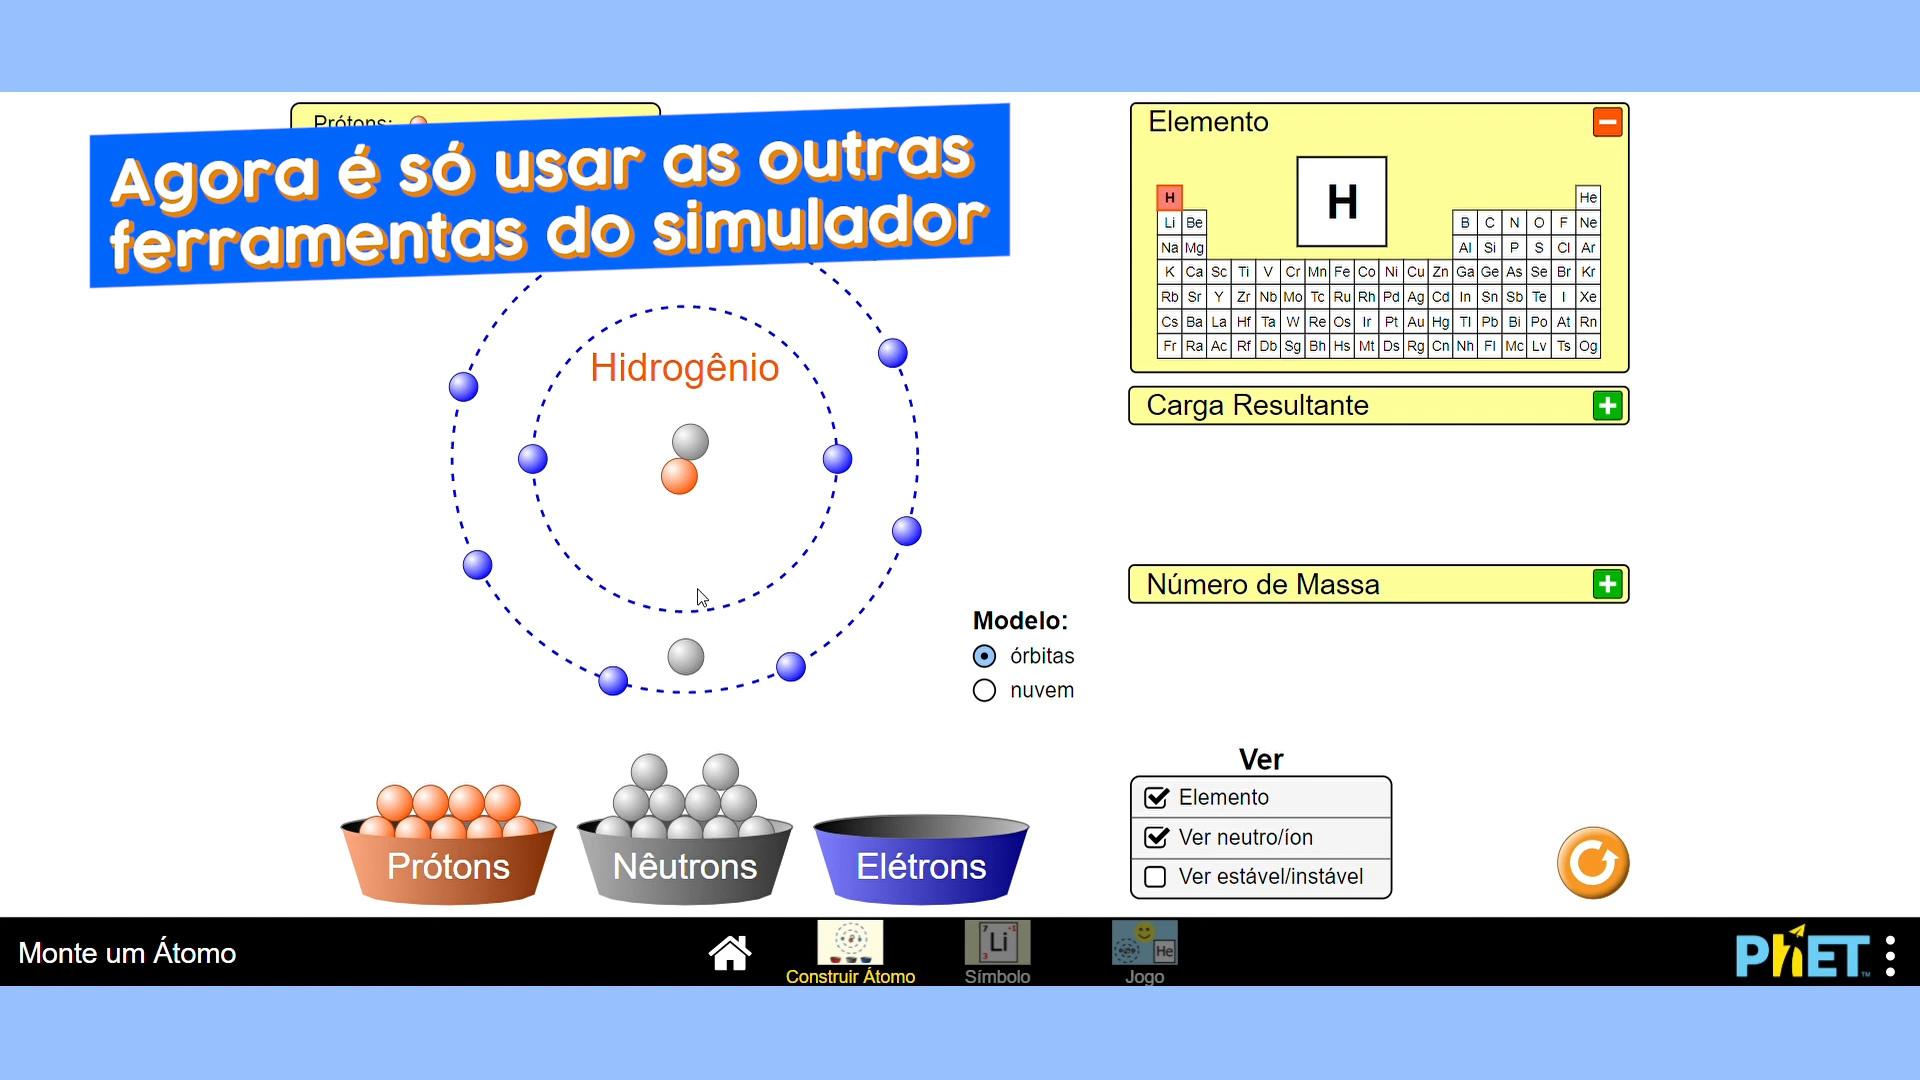 Prótons:
Agora é só usar as outras
ferramentas do simulador
Hidrogênio
Elemento
H
H He
Li Be B C N O F Ne
Na Mg Al Si P S Cl Ar
K Ca Sc Ti V Cr Mn Fe Co Ni Cu Zn Ga Ge As Se Br Kr
Rb Sr Y Zr Nb Mo Tc Ru Rh Pd Ag Cd In Sn Sb Te I Xe
Cs Ba La Hf Ta W Re Os Ir Pt Au Hg Tl Pb Bi Po At Rn
Fr Ra Ac Rf Db Sg Bh Hs Mt Ds Rg Cn Nh Fl Mc Lv Ts Og
Carga Resultante
Número de Massa
Modelo:
órbitas
nuvem
Ver
Elemento
Ver neutro/íon
Ver estável/instável
Prótons
Nêutrons
Elétrons
Monte um Átomo
Construir Átomo
7 +1
Li
3
Símbolo
He
Jogo
PhET